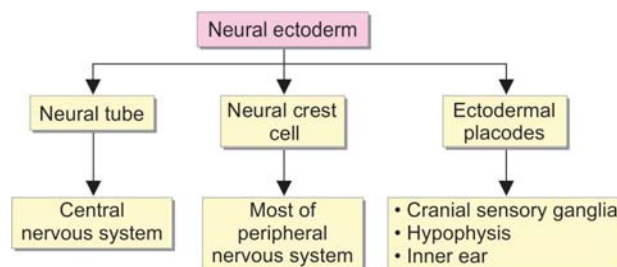 Neural ectoderm
Neural tube
Neural crest
cell
Ectodermal
placodes
Central
nervous system
Most of
peripheral
nervous system
• Cranial sensory ganglia
• Hypophysis
• Inner ear